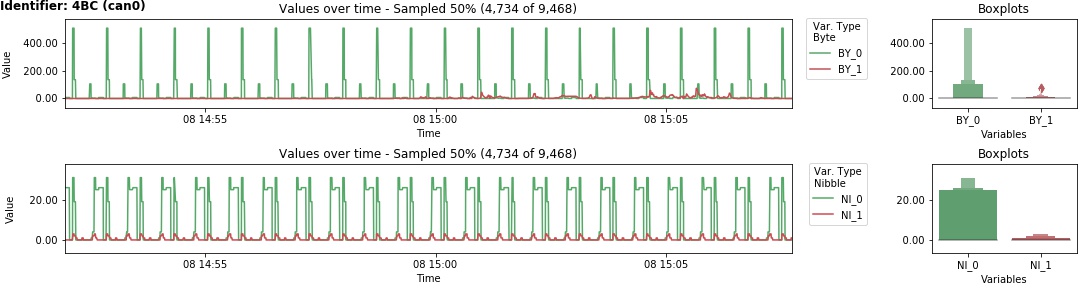 Identifier: 4BC (can0)
Values over time - Sampled 50% (4,734 of 9,468)
Value
400.00
200.00
0.00
08 14:55
08 15:00
08 15:05
Time
Var. Type
Byte
BY_0
BY_1
Boxplots
400.00
200.00
0.00
BY_0
BY_1
Variables
Values over time - Sampled 50% (4,734 of 9,468)
Value
20.00
0.00
08 14:55
08 15:00
08 15:05
Time
Var. Type
Nibble
NI_0
NI_1
Boxplots
20.00
0.00
NI_0
NI_1
Variables